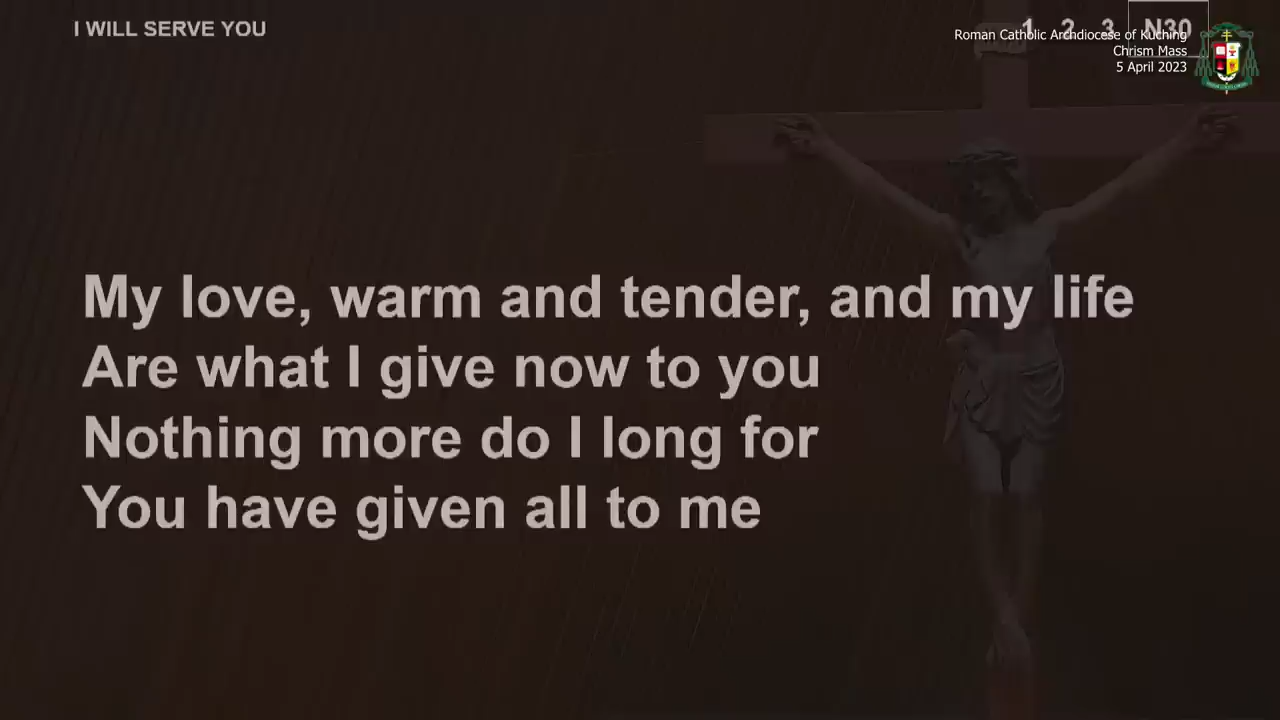 I WILL SERVE YOU
1 2 3 N30
Roman Catholic Archdiocese of Kuching
Chrism Mass
5 April 2023
My love, warm and tender, and my life
Are what I give now to you
Nothing more do I long for
You have given all to me